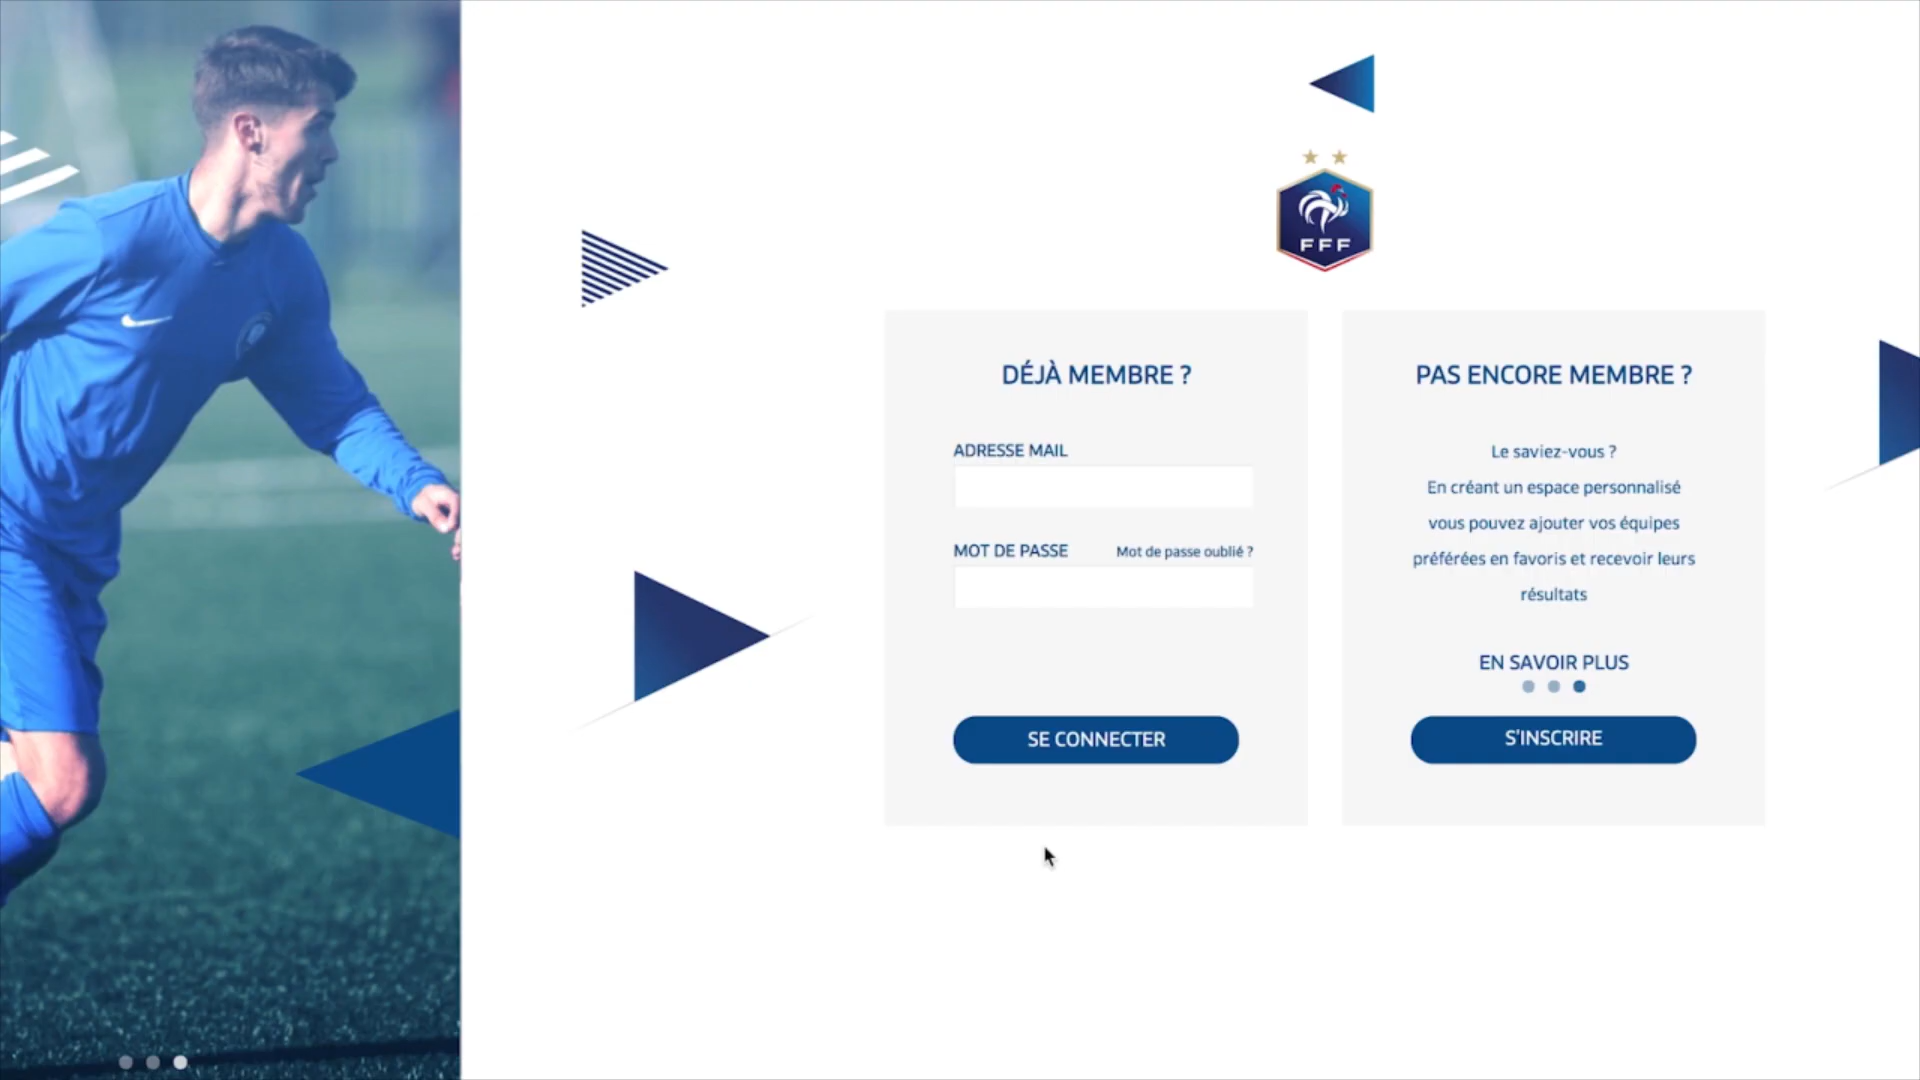 FFF
DÉJÀ MEMBRE ?
ADRESSE MAIL
MOT DE PASSE
Mot de passe oublié ?
SE CONNECTER
PAS ENCORE MEMBRE ?
Le saviez-vous ?
En créant un espace personnalisé
vous pouvez ajouter vos équipes
préférées en favoris et recevoir leurs
résultats
EN SAVOIR PLUS
S'INSCRIRE